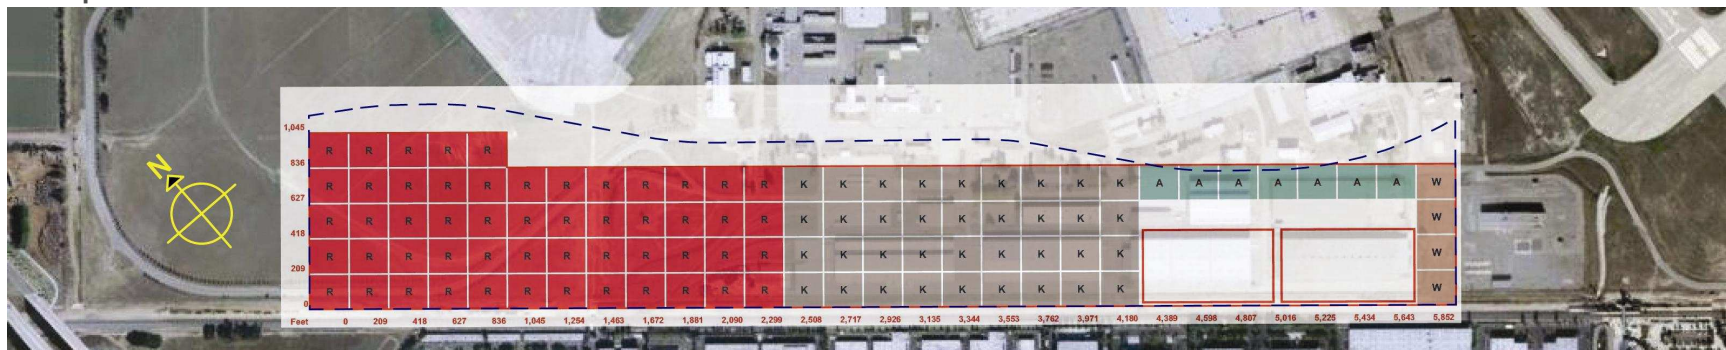 N
1,045
R R R R R
836
R R R R R R R R R R R R K K K K K K K K K A A A A A A A W
627
R R R R R R R R R R R R K K K K K K K K K W
418
R R R R R R R R R R R R K K K K K K K K K W
209
R R R R R R R R R R R R K K K K K K K K K W
0
Feet 0 209 418 627 836 1,045 1,254 1,463 1,672 1,881 2,090 2,299 2,508 2,717 2,926 3,135 3,344 3,553 3,762 3,971 4,180 4,389 4,598 4,807 5,016 5,225 5,434 5,643 5,852